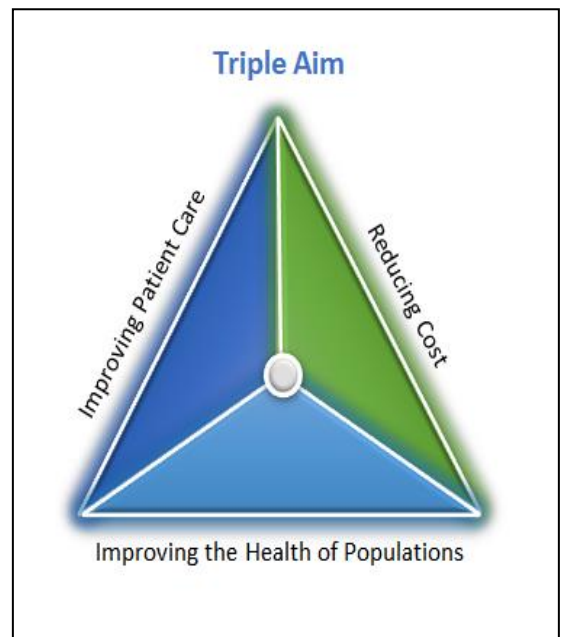 Triple Aim
Improving Patient Care
Reducing Cost
Improving the Health of Populations